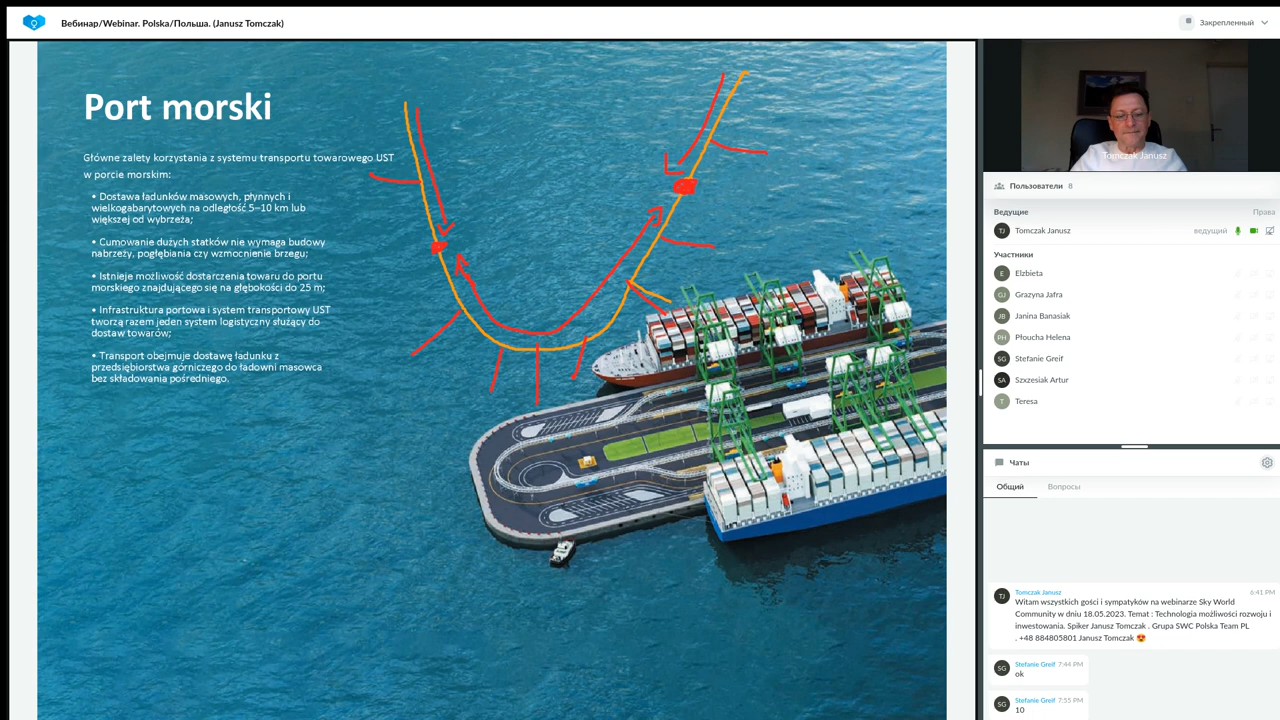 Вебинар/Webinar. Polska/Польша. (Janusz Tomczak)
Закрепленный
Port morski
Główne zalety korzystania z systemu transportu towarowego UST
w porcie morskim:
• Dostawa ładunków masowych, płynnych i
wielkogabarytowych na odległość 5–10 km lub
większej od wybrzeża;
• Cumowanie dużych statków nie wymaga budowy
nabrzeży, pogłębiania czy wzmocnienie brzegu;
• Istnieje możliwość dostarczenia towaru do portu
morskiego znajdującego się na głębokości do 25 m;
• Infrastruktura portowa i system transportowy UST
tworzą razem jeden system logistyczny służący do
dostaw towarów;
• Transport obejmuje dostawę ładunku z
przedsiębiorstwa górniczego do ładowni masowca
bez składowania pośredniego.
Tomczak Janusz
Пользователи 8
Ведущие Права
TJ Tomczak Janusz ведущий
Участники
E Elzbieta
GJ Grazyna Jafra
JB Janina Banasiak
PH Płoucha Helena
SG Stefanie Greif
SA Szxzesiak Artur
T Teresa
Чаты
Общий Вопросы
TJ Tomczak Janusz 6:41 PM
Witam wszystkich gości i sympatyków na webinarze Sky World
Community w dniu 18.05.2023. Temat : Technologia możliwości rozwoju i
inwestowania. Spiker Janusz Tomczak . Grupa SWC Polska Team PL
. +48 884805801 Janusz Tomczak 😍
SG Stefanie Greif 7:44 PM
ok
SG Stefanie Greif 7:55 PM
10